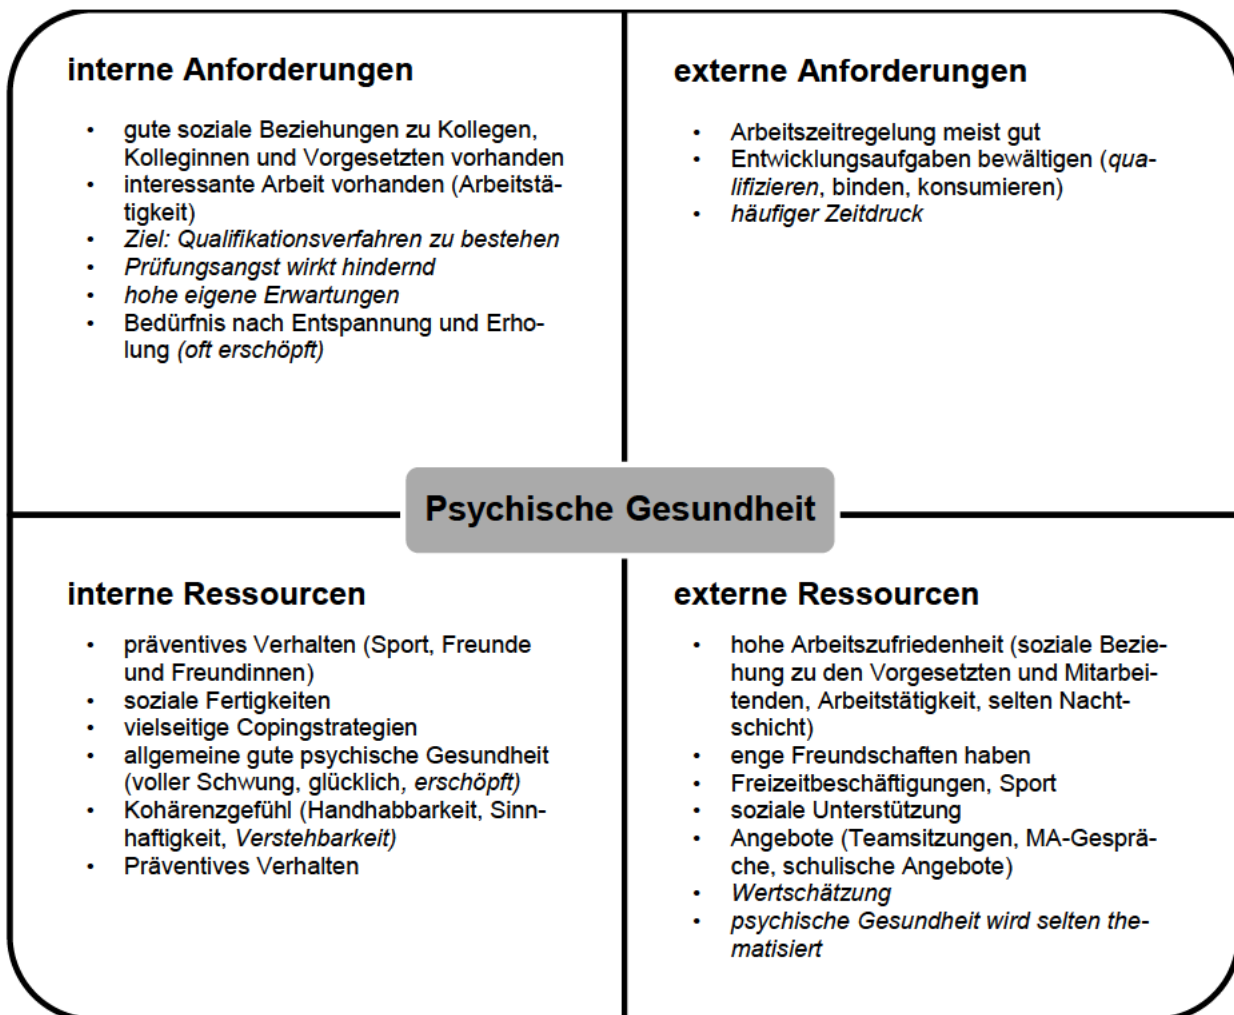 interne Anforderungen
• gute soziale Beziehungen zu Kollegen,
Kolleginnen und Vorgesetzten vorhanden
• interessante Arbeit vorhanden (Arbeitstä-
tigkeit)
• Ziel: Qualifikationsverfahren zu bestehen
• Prüfungsangst wirkt hindernd
• hohe eigene Erwartungen
• Bedürfnis nach Entspannung und Erho-
lung (oft erschöpft)
externe Anforderungen
• Arbeitszeitregelung meist gut
• Entwicklungsaufgaben bewältigen (qua-
lifizieren, binden, konsumieren)
• häufiger Zeitdruck
Psychische Gesundheit
interne Ressourcen
• präventives Verhalten (Sport, Freunde
und Freundinnen)
• soziale Fertigkeiten
• vielseitige Copingstrategien
• allgemeine gute psychische Gesundheit
(voller Schwung, glücklich, erschöpft)
• Kohärenzgefühl (Handhabbarkeit, Sinn-
haftigkeit, Verstehbarkeit)
• Präventives Verhalten
externe Ressourcen
• hohe Arbeitszufriedenheit (soziale Bezie-
hung zu den Vorgesetzten und Mitarbei-
tenden, Arbeitstätigkeit, selten Nacht-
schicht)
• enge Freundschaften haben
• Freizeitbeschäftigungen, Sport
• soziale Unterstützung
• Angebote (Teamsitzungen, MA-Gesprä-
che, schulische Angebote)
• Wertschätzung
• psychische Gesundheit wird selten the-
matisiert